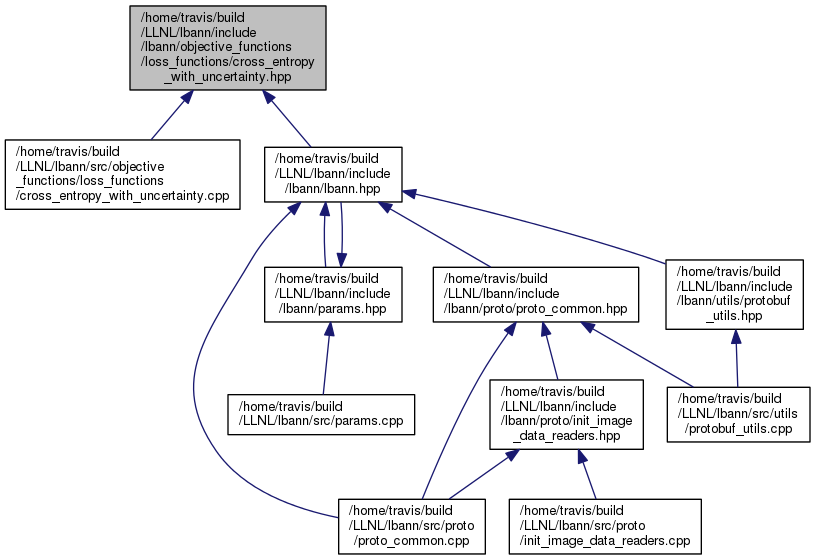 /home/travis/build
/LLNL/lbann/include
/lbann/objective_functions
/loss_functions/cross_entropy
_with_uncertainty.hpp
/home/travis/build
/LLNL/lbann/src/objective
_functions/loss_functions
/cross_entropy_with_uncertainty.cpp
/home/travis/build
/LLNL/lbann/include
/lbann/lbann.hpp
/home/travis/build
/LLNL/lbann/include
/lbann/params.hpp
/home/travis/build
/LLNL/lbann/include
/lbann/proto/proto_common.hpp
/home/travis/build
/LLNL/lbann/include
/lbann/utils/protobuf
_utils.hpp
/home/travis/build
/LLNL/lbann/src/params.cpp
/home/travis/build
/LLNL/lbann/include
/lbann/proto/init_image
_data_readers.hpp
/home/travis/build
/LLNL/lbann/src/utils
/protobuf_utils.cpp
/home/travis/build
/LLNL/lbann/src/proto
/proto_common.cpp
/home/travis/build
/LLNL/lbann/src/proto
/init_image_data_readers.cpp